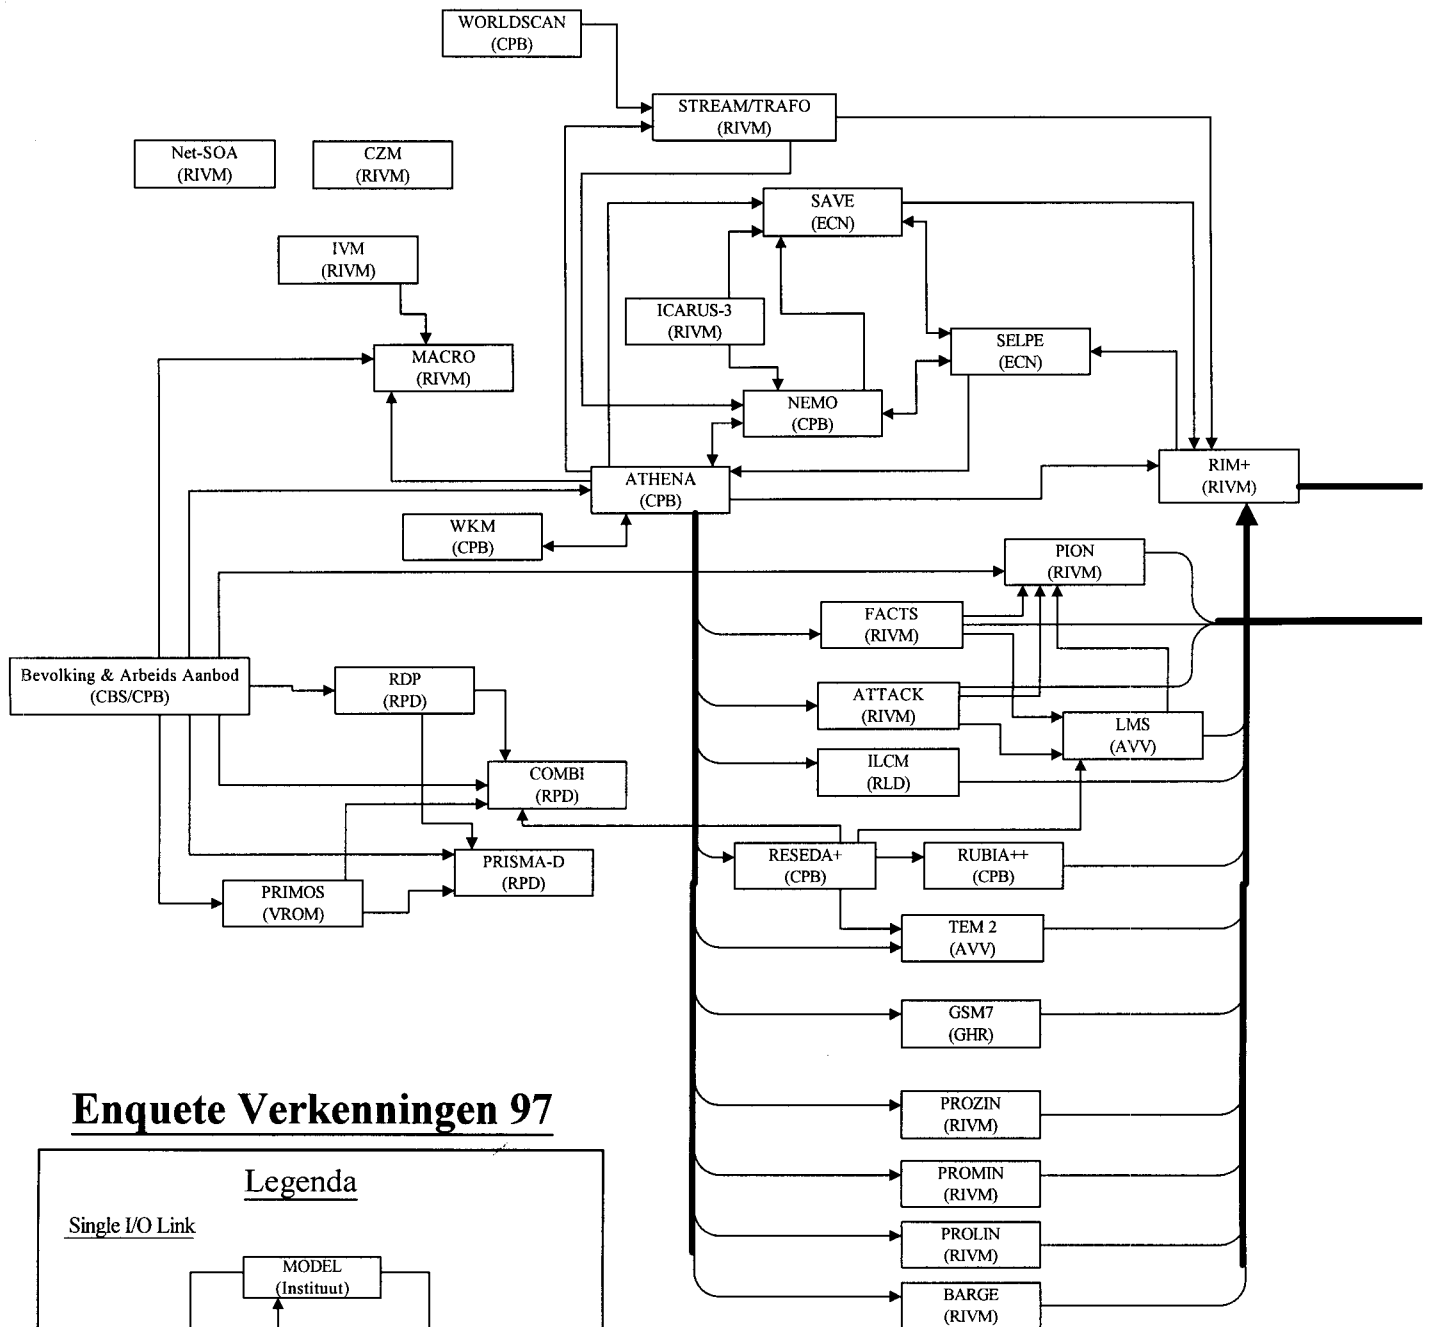 WORLDSCAN
(CPB)
STREAM/TRAFO
(RIVM)
Net-SOA
(RIVM)
CZM
(RIVM)
SAVE
(ECN)
IVM
(RIVM)
ICARUS-3
(RIVM)
SELPE
(ECN)
MACRO
(RIVM)
NEMO
(CPB)
RIM+
(RIVM)
ATHENA
(CPB)
WKM
(CPB)
PION
(RIVM)
FACTS
(RIVM)
Bevolking & Arbeids Aanbod
(CBS/CPB)
RDP
(RPD)
ATTACK
(RIVM)
LMS
(AVV)
ILCM
(RLD)
COMBI
(RPD)
RESEDA+
(CPB)
RUBIA++
(CPB)
PRISMA-D
(RPD)
PRIMOS
(VROM)
TEM 2
(AVV)
GSM7
(GHR)
PROZIN
(RIVM)
PROMIN
(RIVM)
PROLIN
(RIVM)
BARGE
(RIVM)
Enquete Verkenningen 97
Legenda
Single I/O Link
MODEL
(Instituut)